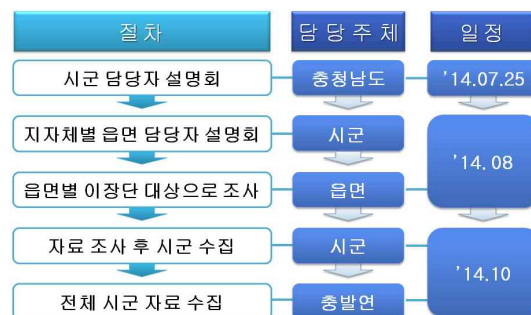 절 차 담 당 주 체 일 정
시군 담당자 설명회 충청남도 '14.07.25
지자체별 읍면 담당자 설명회 시군
'14. 08
읍면별 이장단 대상으로 조사 읍면
자료 조사 후 시군 수집 시군
'14.10
전체 시군 자료 수집 충발연